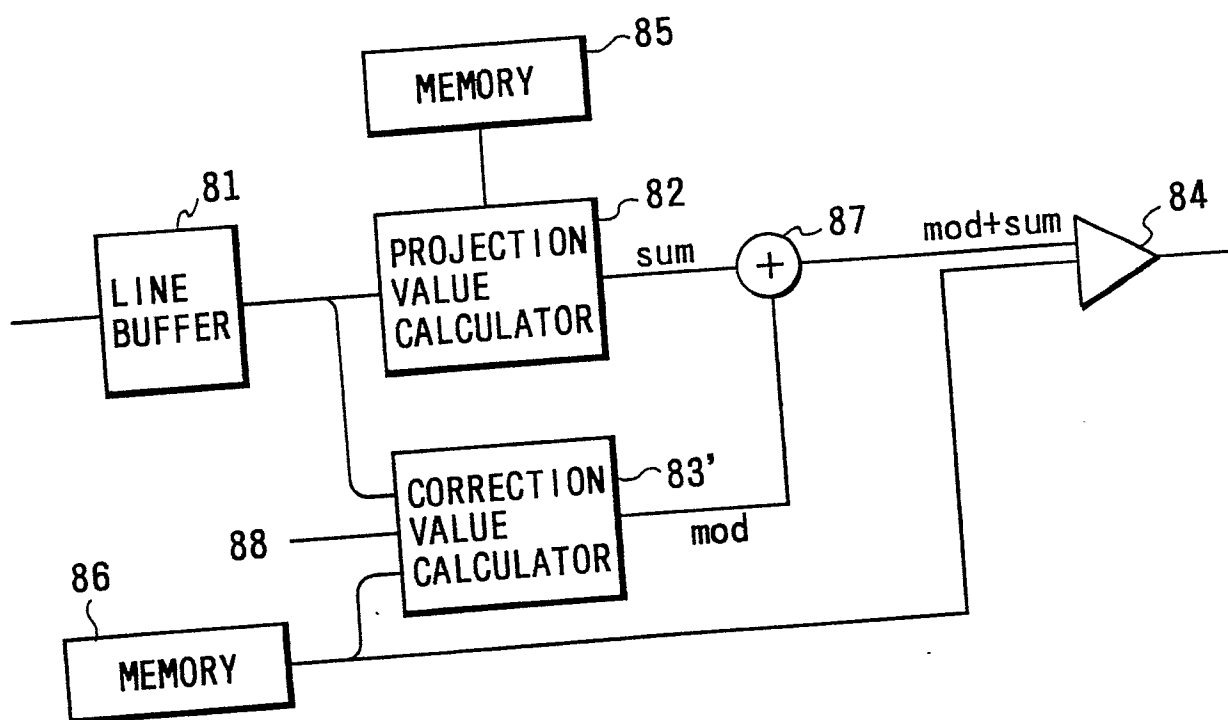 85
MEMORY
81
82
87
84
LINE
BUFFER
PROJECTION
VALUE
CALCULATOR
sum
+
mod+sum
83'
CORRECTION
VALUE
CALCULATOR
88
mod
86
MEMORY